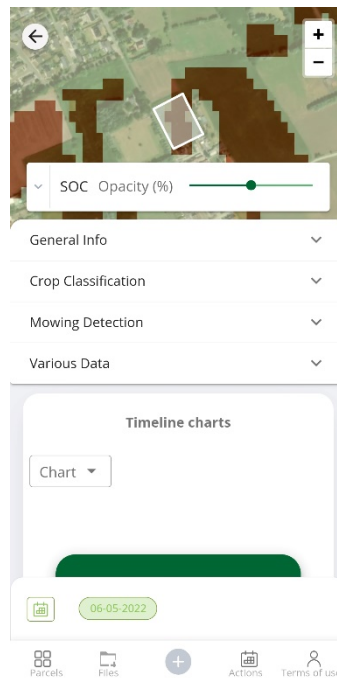 +
−
SOC Opacity (%)
General Info
Crop Classification
Mowing Detection
Various Data
Timeline charts
Chart
06-05-2022
Parcels Files + Actions Terms of use